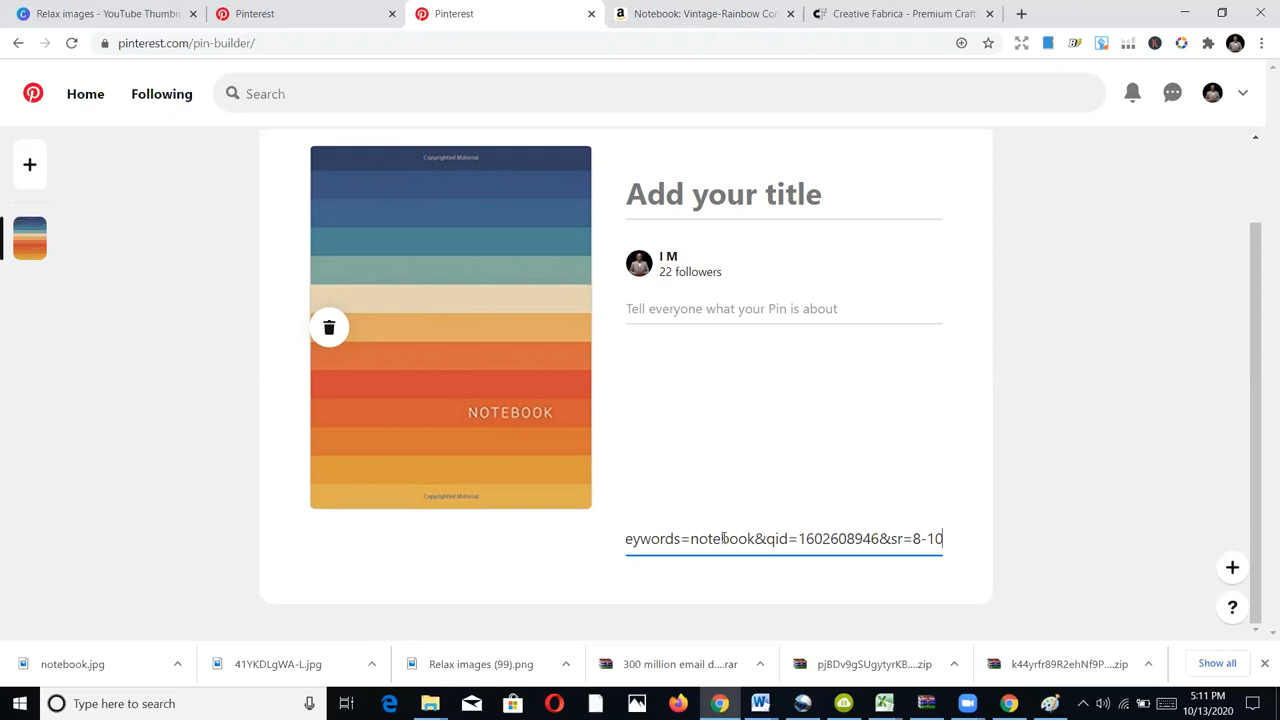 Relax images - YouTube Thumbn
Pinterest
Pinterest
Notebook: Vintage-Rainbow Con
Creative Fabrica - Premium Craft
pinterest.com/pin-builder/
Home
Following
Search
Copyrighted Material
NOTEBOOK
Copyrighted Material
Add your title
I M
22 followers
Tell everyone what your Pin is about
eywords=notebook&qid=1602608946&sr=8-10
?
notebook.jpg
41YKDLgWA-L.jpg
Relax images (99).png
300 million email d....rar
pjBDv9gSUgytyrKB....zip
k44yrfr89R2ehNf9P....zip
Show all
Type here to search
5:11 PM
10/13/2020